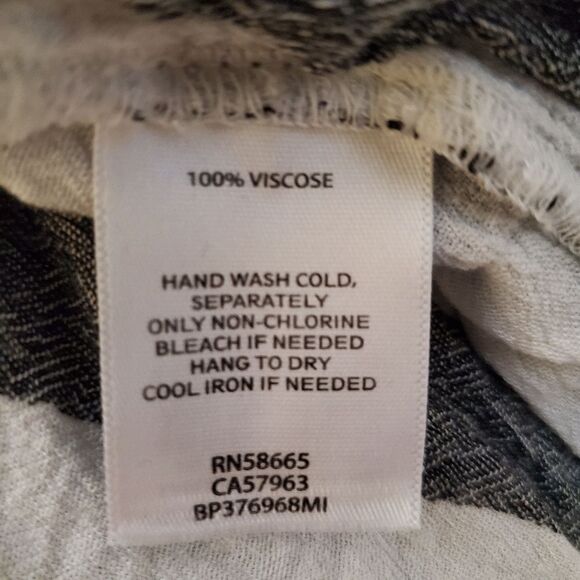 100% VISCOSE
HAND WASH COLD,
SEPARATELY
ONLY NON-CHLORINE
BLEACH IF NEEDED
HANG TO DRY
COOL IRON IF NEEDED
RN58665
CA57963
BP376968MI